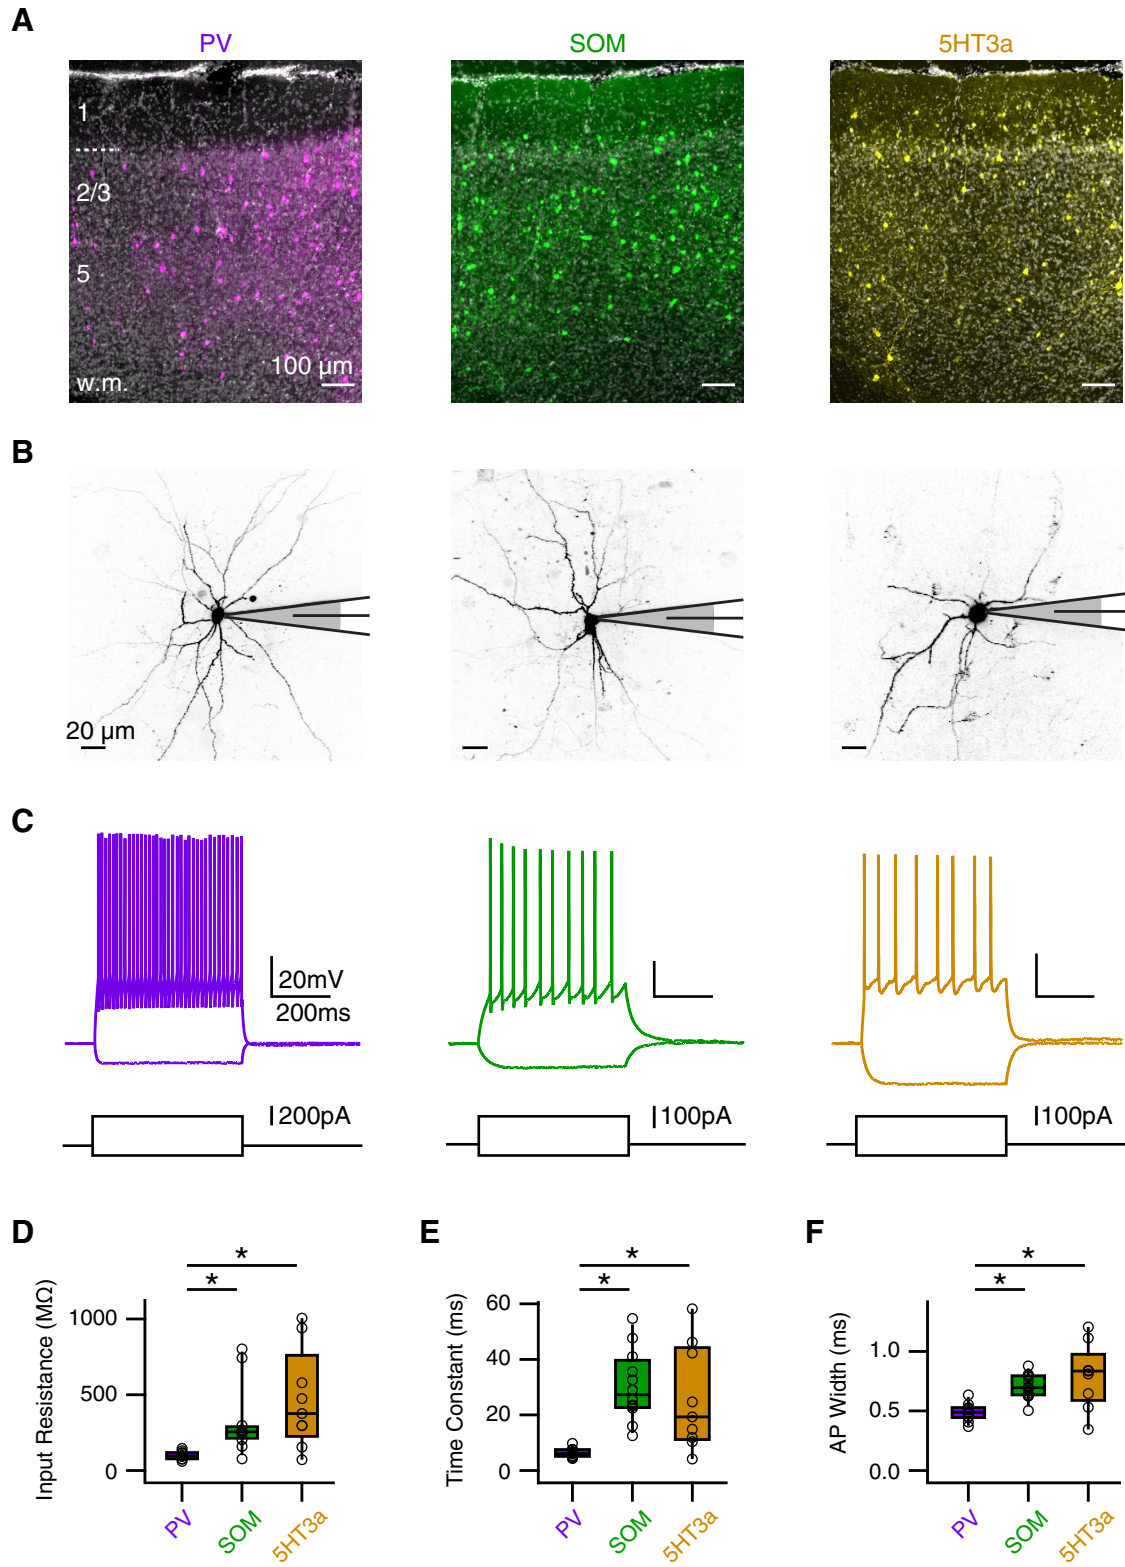 A
PV
SOM
5HT3a
1
2/3
5
w.m.
100 µm
B
20 µm
C
20mV
200ms
200pA
100pA
100pA
D
*
*
Input Resistance (MΩ)
1000
500
0
PV
SOM
5HT3a
E
*
*
Time Constant (ms)
60
40
20
0
PV
SOM
5HT3a
F
*
*
AP Width (ms)
1.0
0.5
0.0
PV
SOM
5HT3a